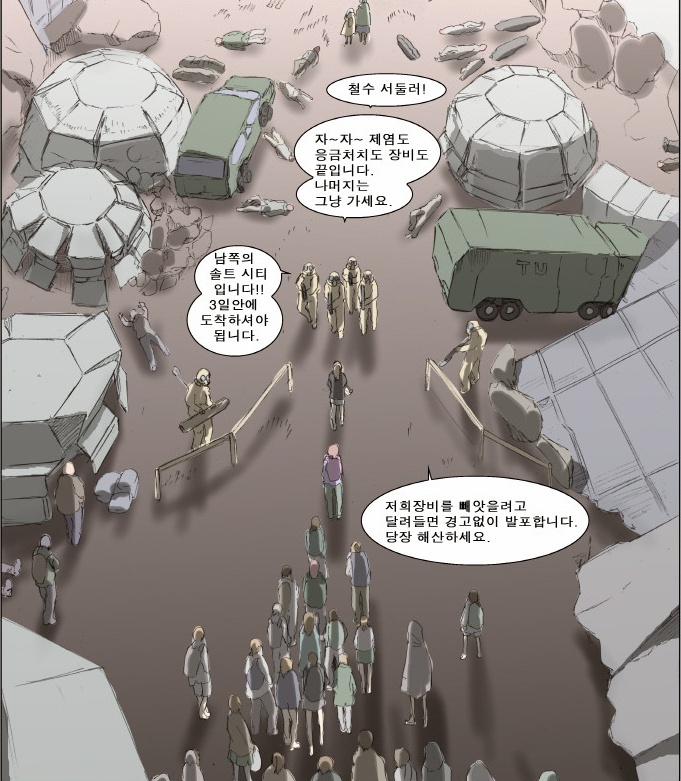 철수 서둘러!
자~자~ 제염도
응급처치도 장비도
끝입니다.
나머지는
그냥 가세요.
남쪽의
솔트 시티
입니다!!
3일안에
도착하셔야
됩니다.
TU
저희장비를 빼앗을려고
달려들면 경고없이 발포합니다.
당장 해산하세요.